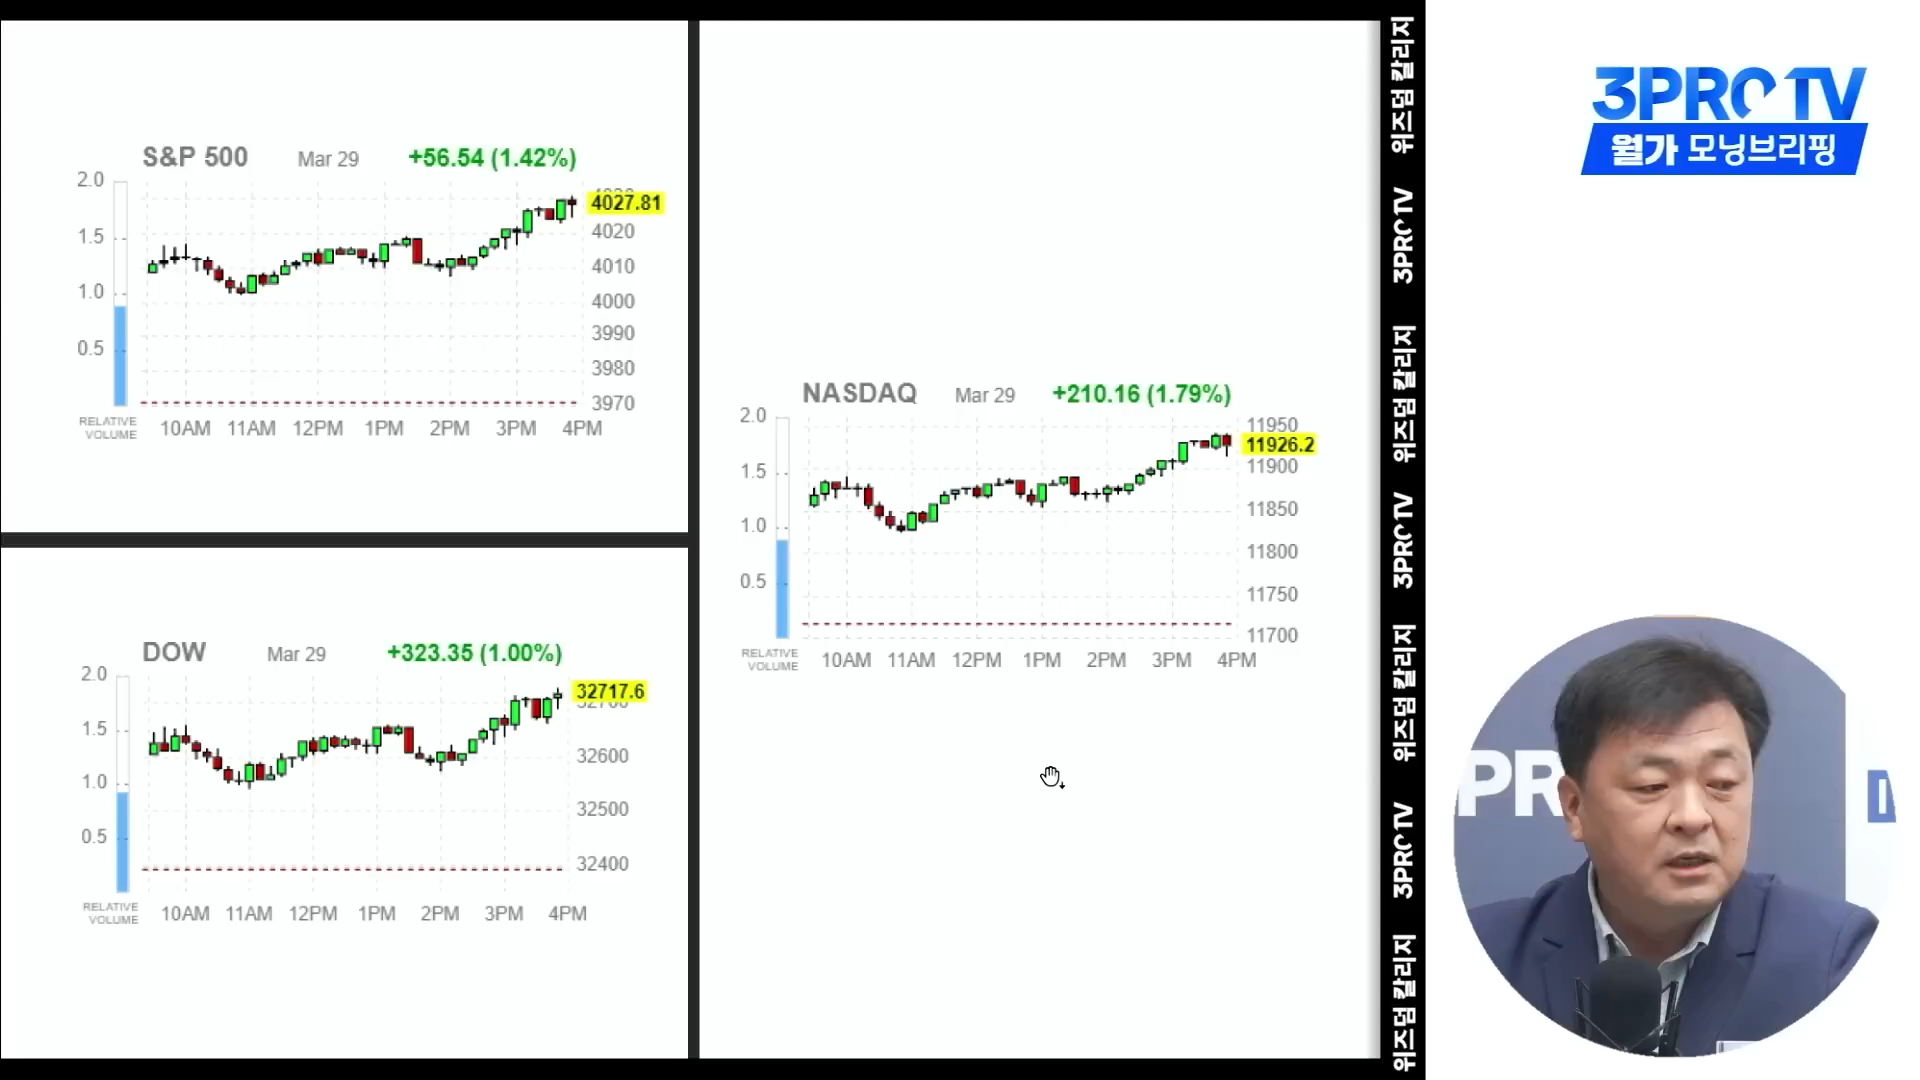 S&P 500 Mar 29 +56.54 (1.42%)
2.0
1.5
1.0
0.5
4027.81
4020
4010
4000
3990
3980
3970
RELATIVE
VOLUME
10AM 11AM 12PM 1PM 2PM 3PM 4PM
DOW Mar 29 +323.35 (1.00%)
2.0
1.5
1.0
0.5
32717.6
32700
32600
32500
32400
RELATIVE
VOLUME
10AM 11AM 12PM 1PM 2PM 3PM 4PM
NASDAQ Mar 29 +210.16 (1.79%)
2.0
1.5
1.0
0.5
11950
11926.2
11900
11850
11800
11750
11700
RELATIVE
VOLUME
10AM 11AM 12PM 1PM 2PM 3PM 4PM
위즈덤 칼리지
3PROTV
위즈덤 칼리지
3PROTV
위즈덤 칼리지
3PROTV
위즈덤 칼리지
3PROTV
월가 모닝브리핑
PR